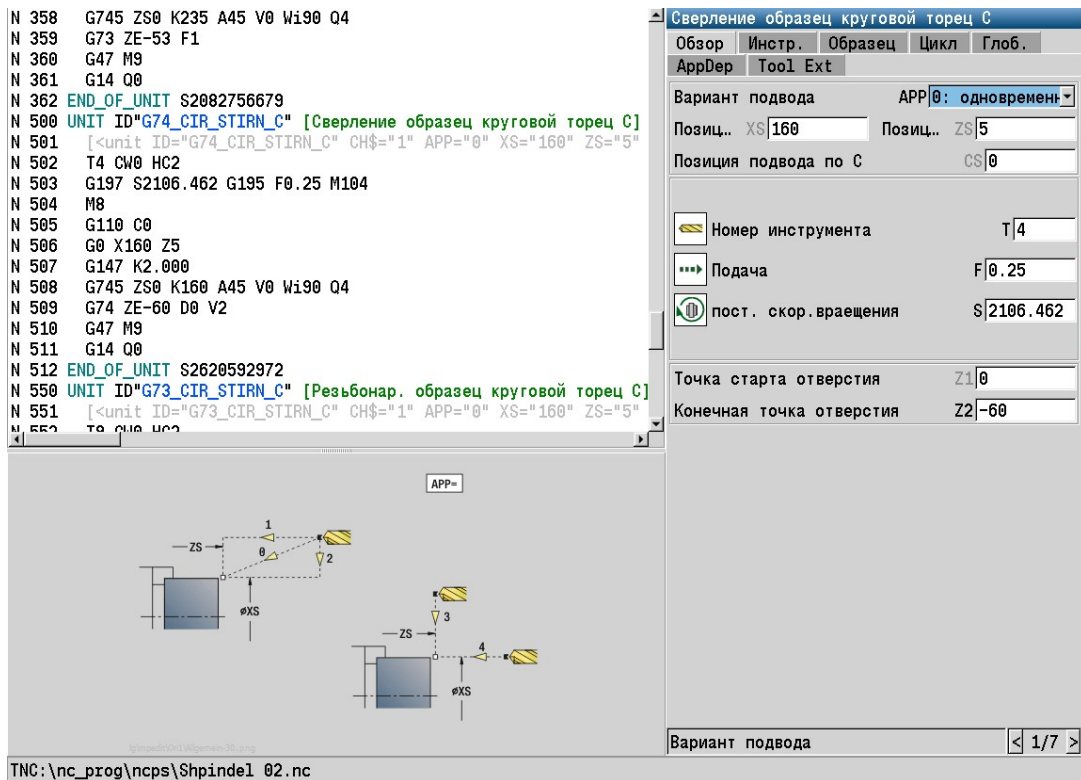 N 358 G745 ZS0 K235 A45 V0 Wi90 Q4
N 359 G73 ZE-53 F1
N 360 G47 M9
N 361 G14 Q0
N 362 END_OF_UNIT S2082756679
N 500 UNIT ID"G74_CIR_STIRN_C" [Сверление образец круговой торец C]
N 501 [<unit ID="G74_CIR_STIRN_C" CH$="1" APP="0" XS="160" ZS="5"
N 502 T4 CW0 HC2
N 503 G197 S2106.462 G195 F0.25 M104
N 504 M8
N 505 G110 C0
N 506 G0 X160 Z5
N 507 G147 K2.000
N 508 G745 ZS0 K160 A45 V0 Wi90 Q4
N 509 G74 ZE-60 D0 V2
N 510 G47 M9
N 511 G14 Q0
N 512 END_OF_UNIT S2620592972
N 550 UNIT ID"G73_CIR_STIRN_C" [Резьбонар. образец круговой торец C]
N 551 [<unit ID="G73_CIR_STIRN_C" CH$="1" APP="0" XS="160" ZS="5"
N 552 T9 CW0 HC2
Сверление образец круговой торец C
Обзор Инстр. Образец Цикл Глоб.
AppDep Tool Ext
Вариант подвода APP 0: одновременн
Позиц… XS 160 Позиц… ZS 5
Позиция подвода по C CS 0
Номер инструмента T 4
Подача F 0.25
пост. скор.враещения S 2106.462
Точка старта отверстия Z1 0
Конечная точка отверстия Z2 -60
APP=
1
ZS
0
2
øXS
3
ZS
4
øXS
Вариант подвода < 1/7 >
TNC:\nc_prog\ncps\Shpindel 02.nc